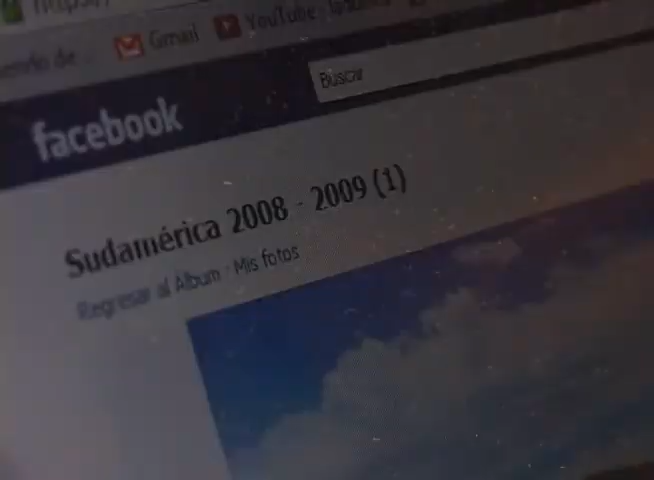 Gmail YouTube
Buscar
facebook
Sudamérica 2008 - 2009 (1)
Regresar al Álbum · Mis fotos